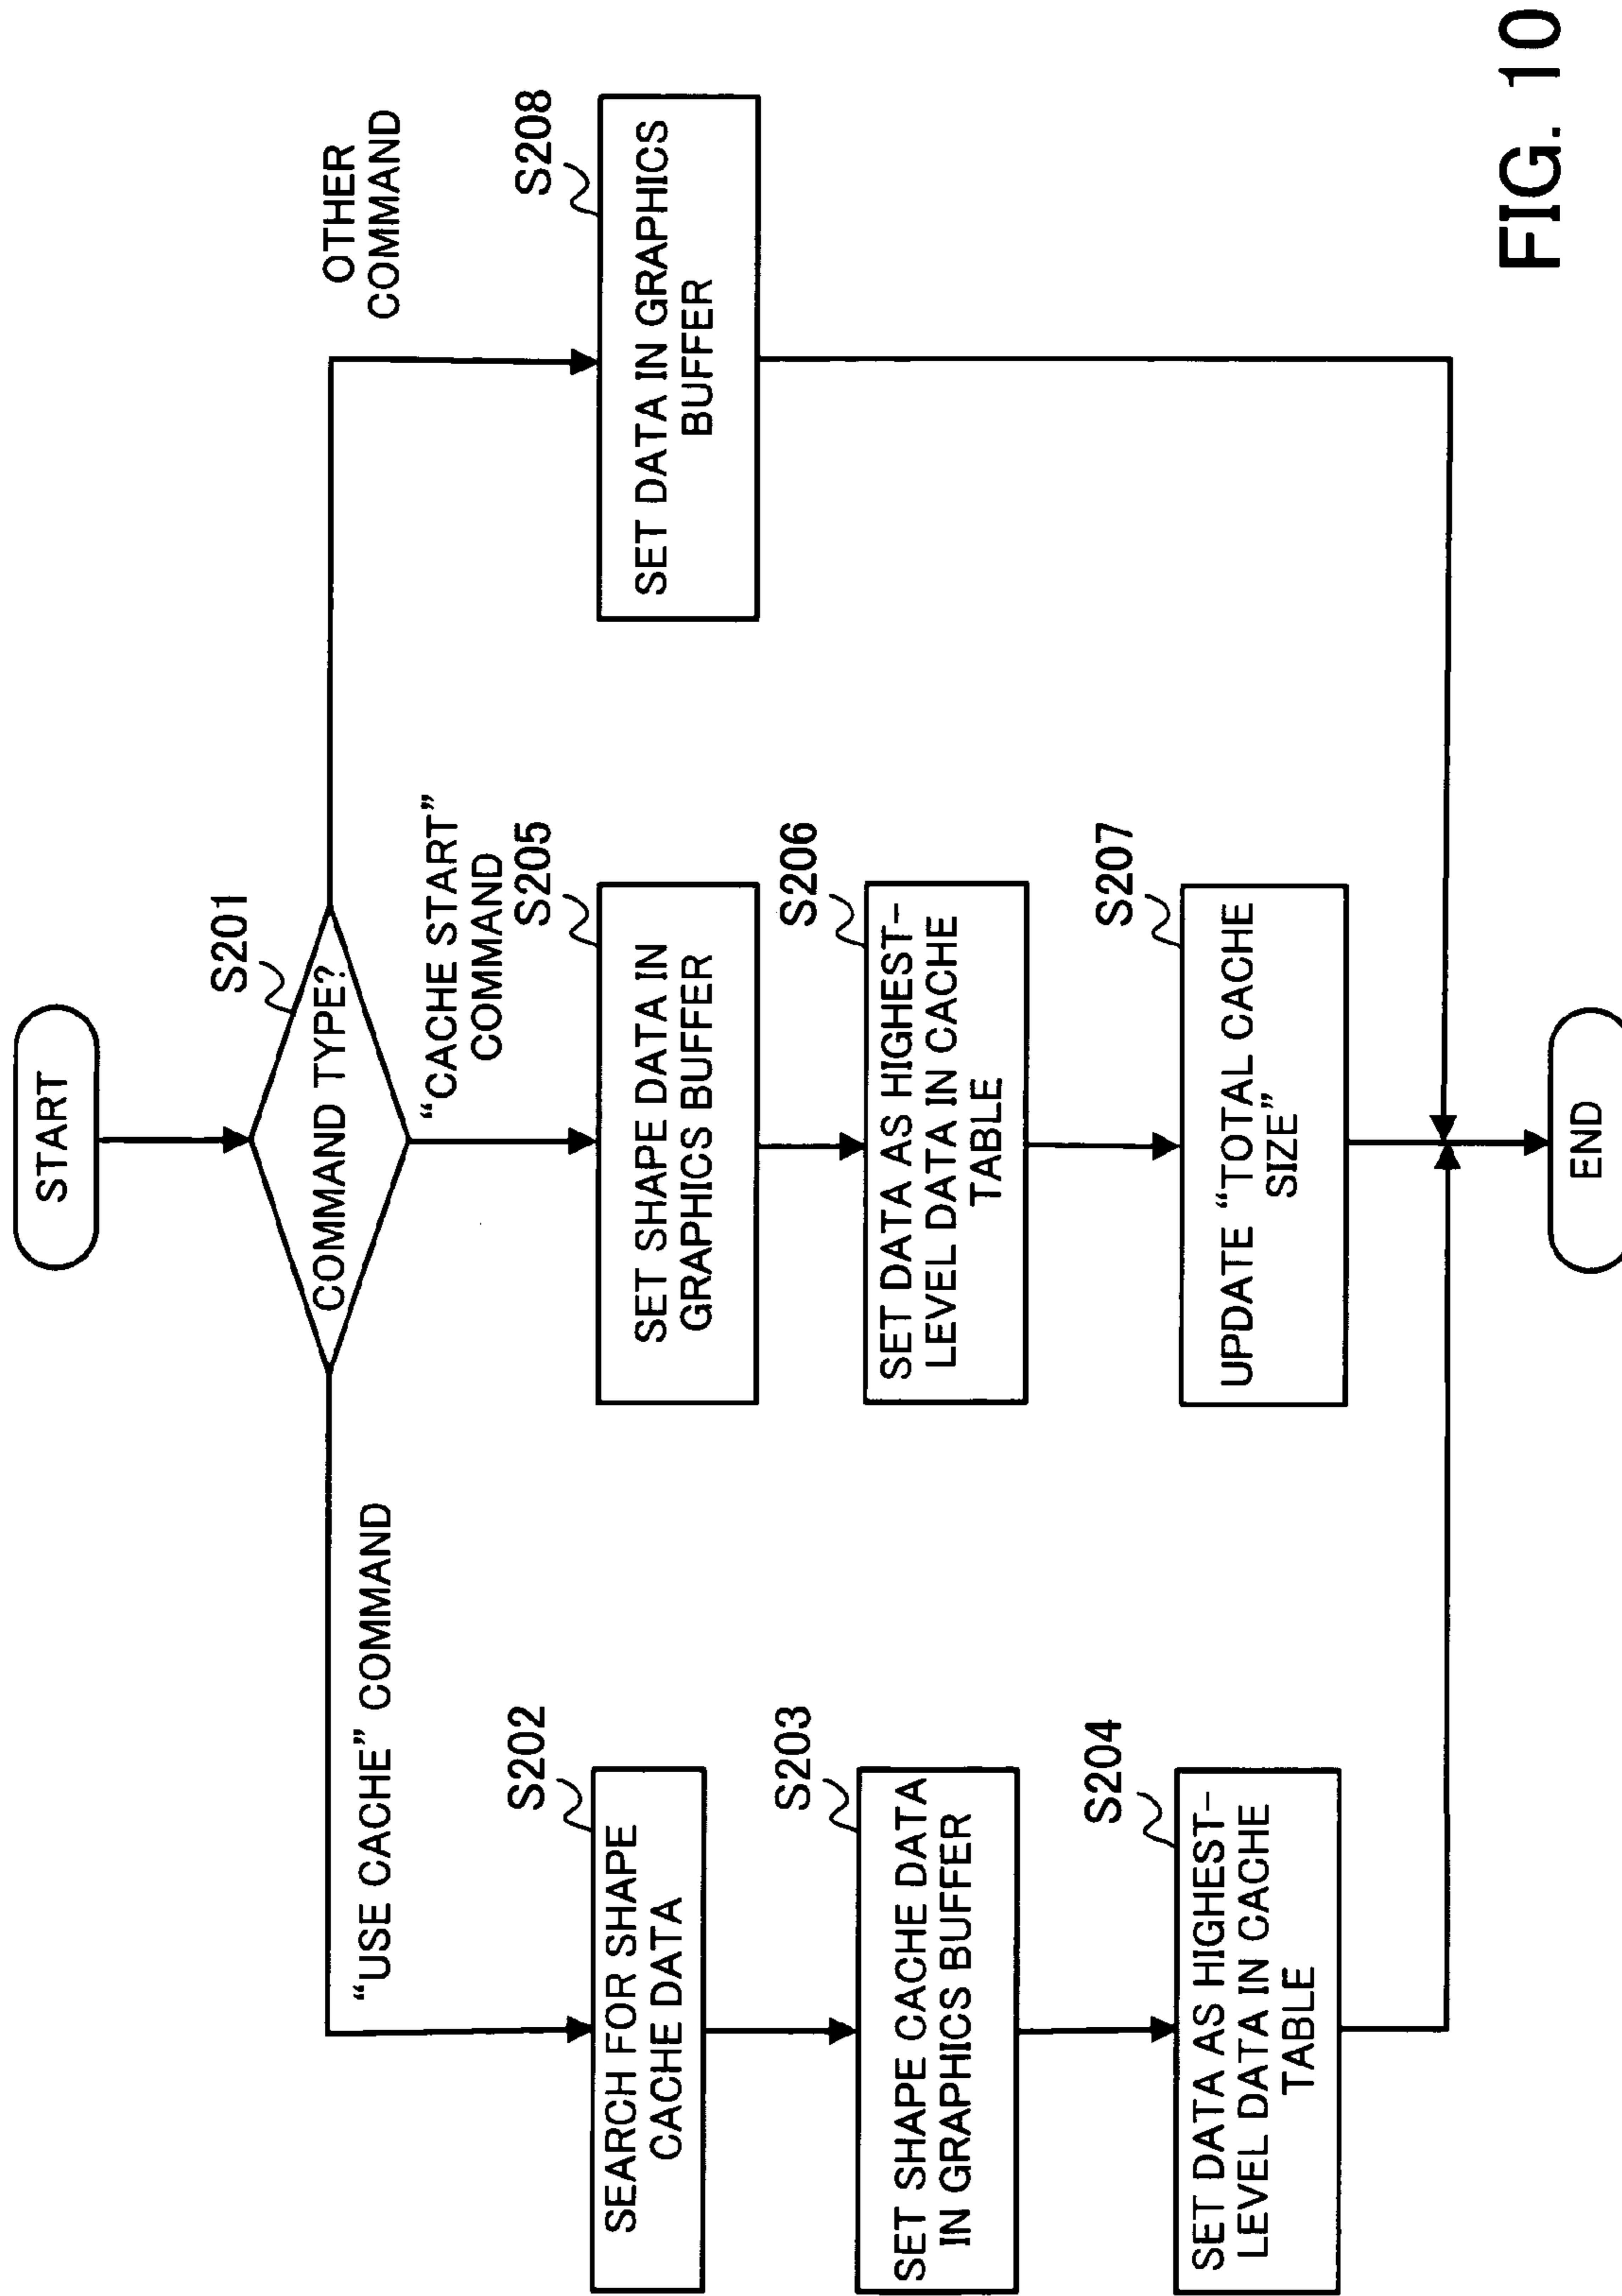 START
S201
COMMAND TYPE?
"USE CACHE" COMMAND
S202
SEARCH FOR SHAPE
CACHE DATA
S203
SET SHAPE CACHE DATA
IN GRAPHICS BUFFER
S204
SET DATA AS HIGHEST-
LEVEL DATA IN CACHE
TABLE
“CACHE START”
COMMAND
S205
SET SHAPE DATA IN
GRAPHICS BUFFER
S206
SET DATA AS HIGHEST-
LEVEL DATA IN CACHE
TABLE
S207
UPDATE “TOTAL CACHE
SIZE”
OTHER
COMMAND
S208
SET DATA IN GRAPHICS
BUFFER
END
FIG. 10